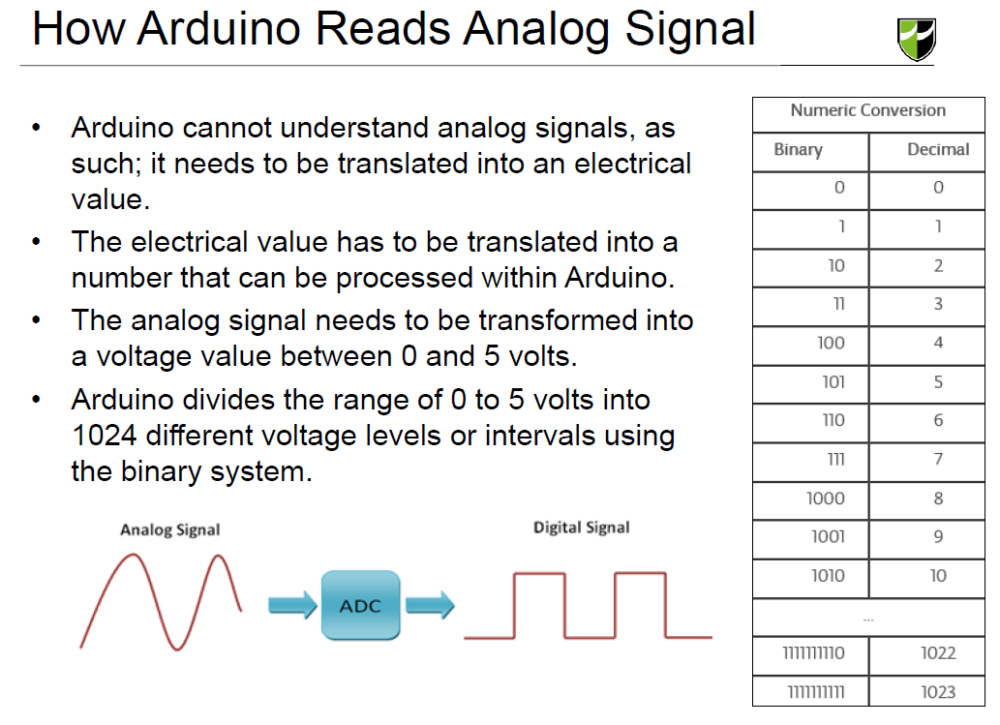 How Arduino Reads Analog Signal
• Arduino cannot understand analog signals, as
such; it needs to be translated into an electrical
value.
• The electrical value has to be translated into a
number that can be processed within Arduino.
• The analog signal needs to be transformed into
a voltage value between 0 and 5 volts.
• Arduino divides the range of 0 to 5 volts into
1024 different voltage levels or intervals using
the binary system.
Analog Signal
ADC
Digital Signal
Numeric Conversion
Binary Decimal
0 0
1 1
10 2
11 3
100 4
101 5
110 6
111 7
1000 8
1001 9
1010 10
...
1111111110 1022
1111111111 1023